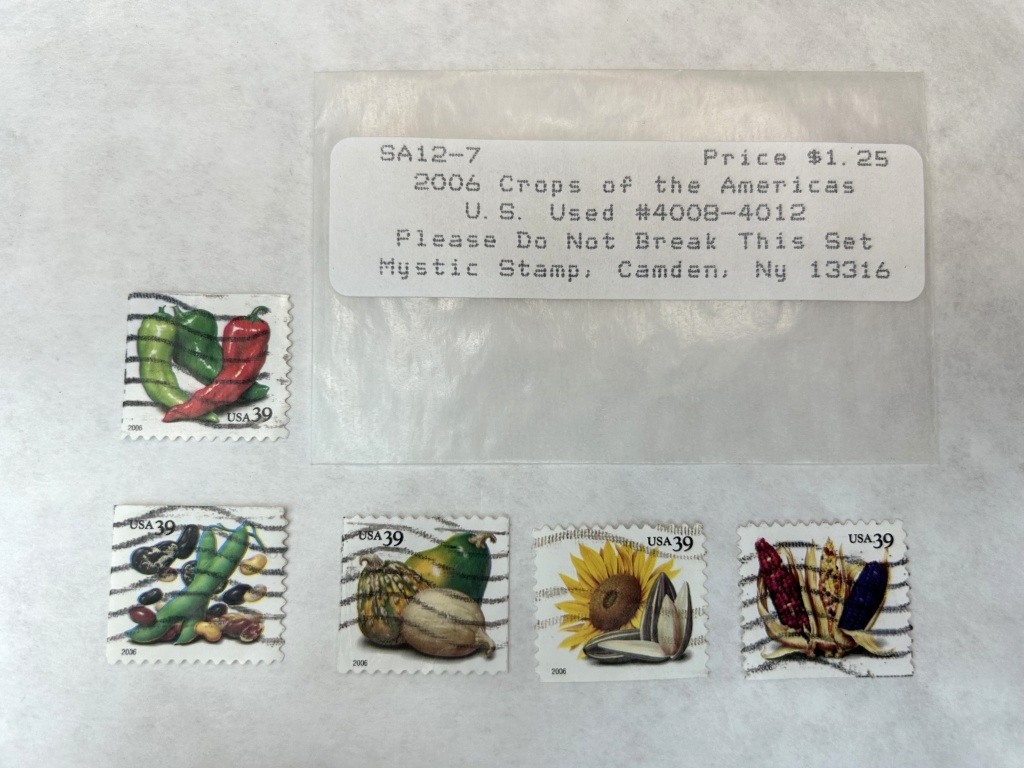 SA12-7 Price $1.25
2006 Crops of the Americas
U.S. Used #4008-4012
Please Do Not Break This Set
Mystic Stamp, Camden, Ny 13316
USA 39
2006
USA 39
2006
USA 39
2006
USA 39
2006
USA 39
2006